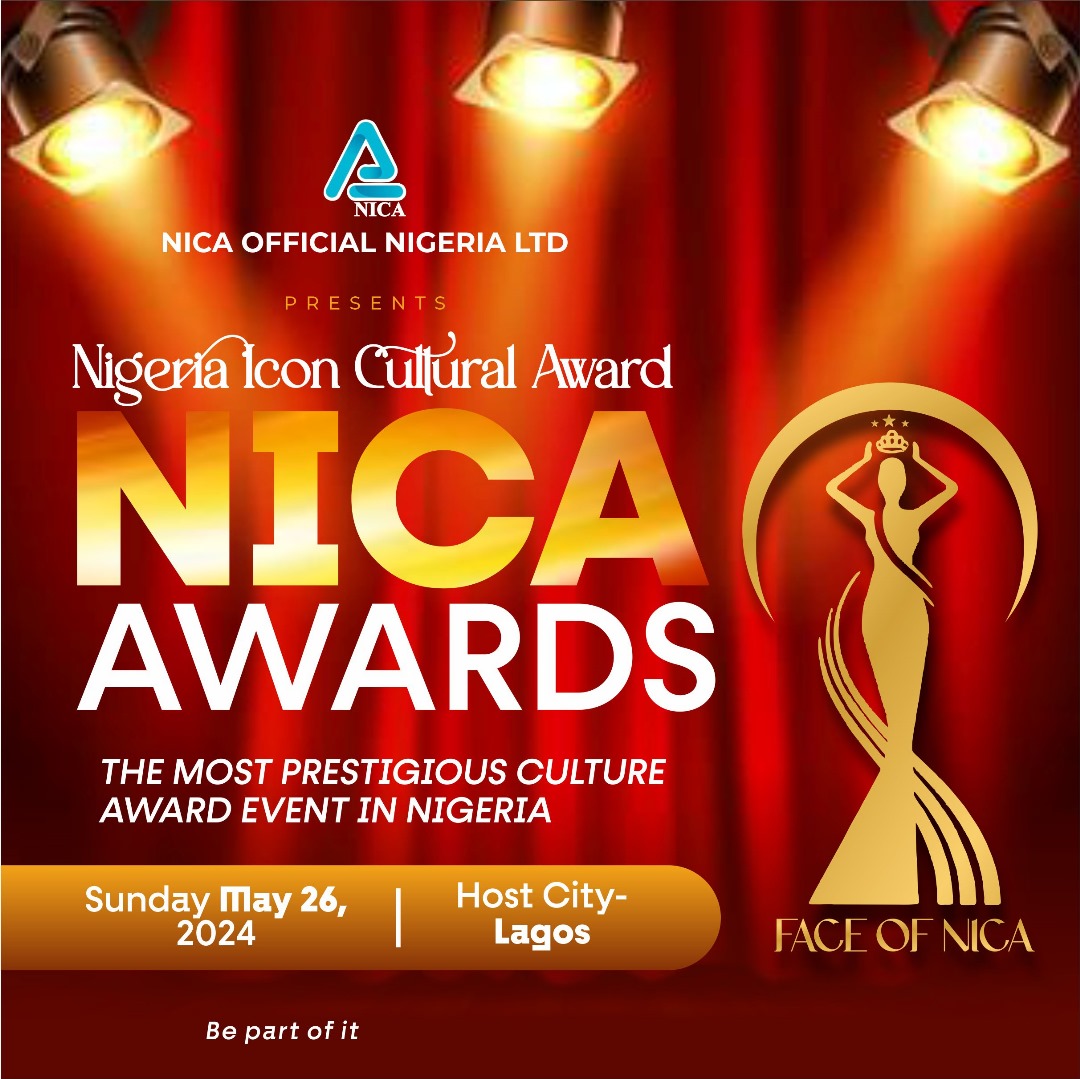 NICA
NICA OFFICIAL NIGERIA LTD
PRESENTS
Nigeria Icon Cultural Award
NICA
AWARDS
THE MOST PRESTIGIOUS CULTURE
AWARD EVENT IN NIGERIA
Sunday May 26,
2024
Host City-
Lagos
FACE OF NICA
Be part of it